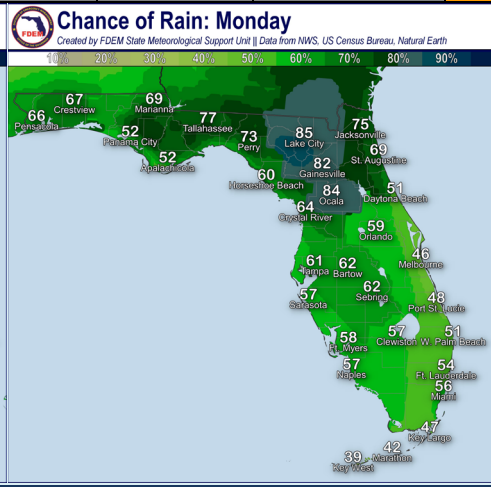 FDEM
Chance of Rain: Monday
Created by FDEM State Meteorological Support Unit || Data from NWS, US Census Bureau, Natural Earth
10% 20% 30% 40% 50% 60% 70% 80% 90%
67
Crestview
69
Marianna
66
Pensacola
77
Tallahassee
52
Panama City
52
Apalachicola
73
Perry
85
Lake City
75
Jacksonville
69
St. Augustine
82
Gainesville
60
Horseshoe Beach
84
Ocala
51
Daytona Beach
64
Crystal River
59
Orlando
46
Melbourne
61
Tampa
62
Bartow
62
Sebring
57
Sarasota
48
Port St. Lucie
58
Ft. Myers
57
Clewiston
51
W. Palm Beach
57
Naples
54
Ft. Lauderdale
56
Miami
47
Key Largo
42
Marathon
39
Key West